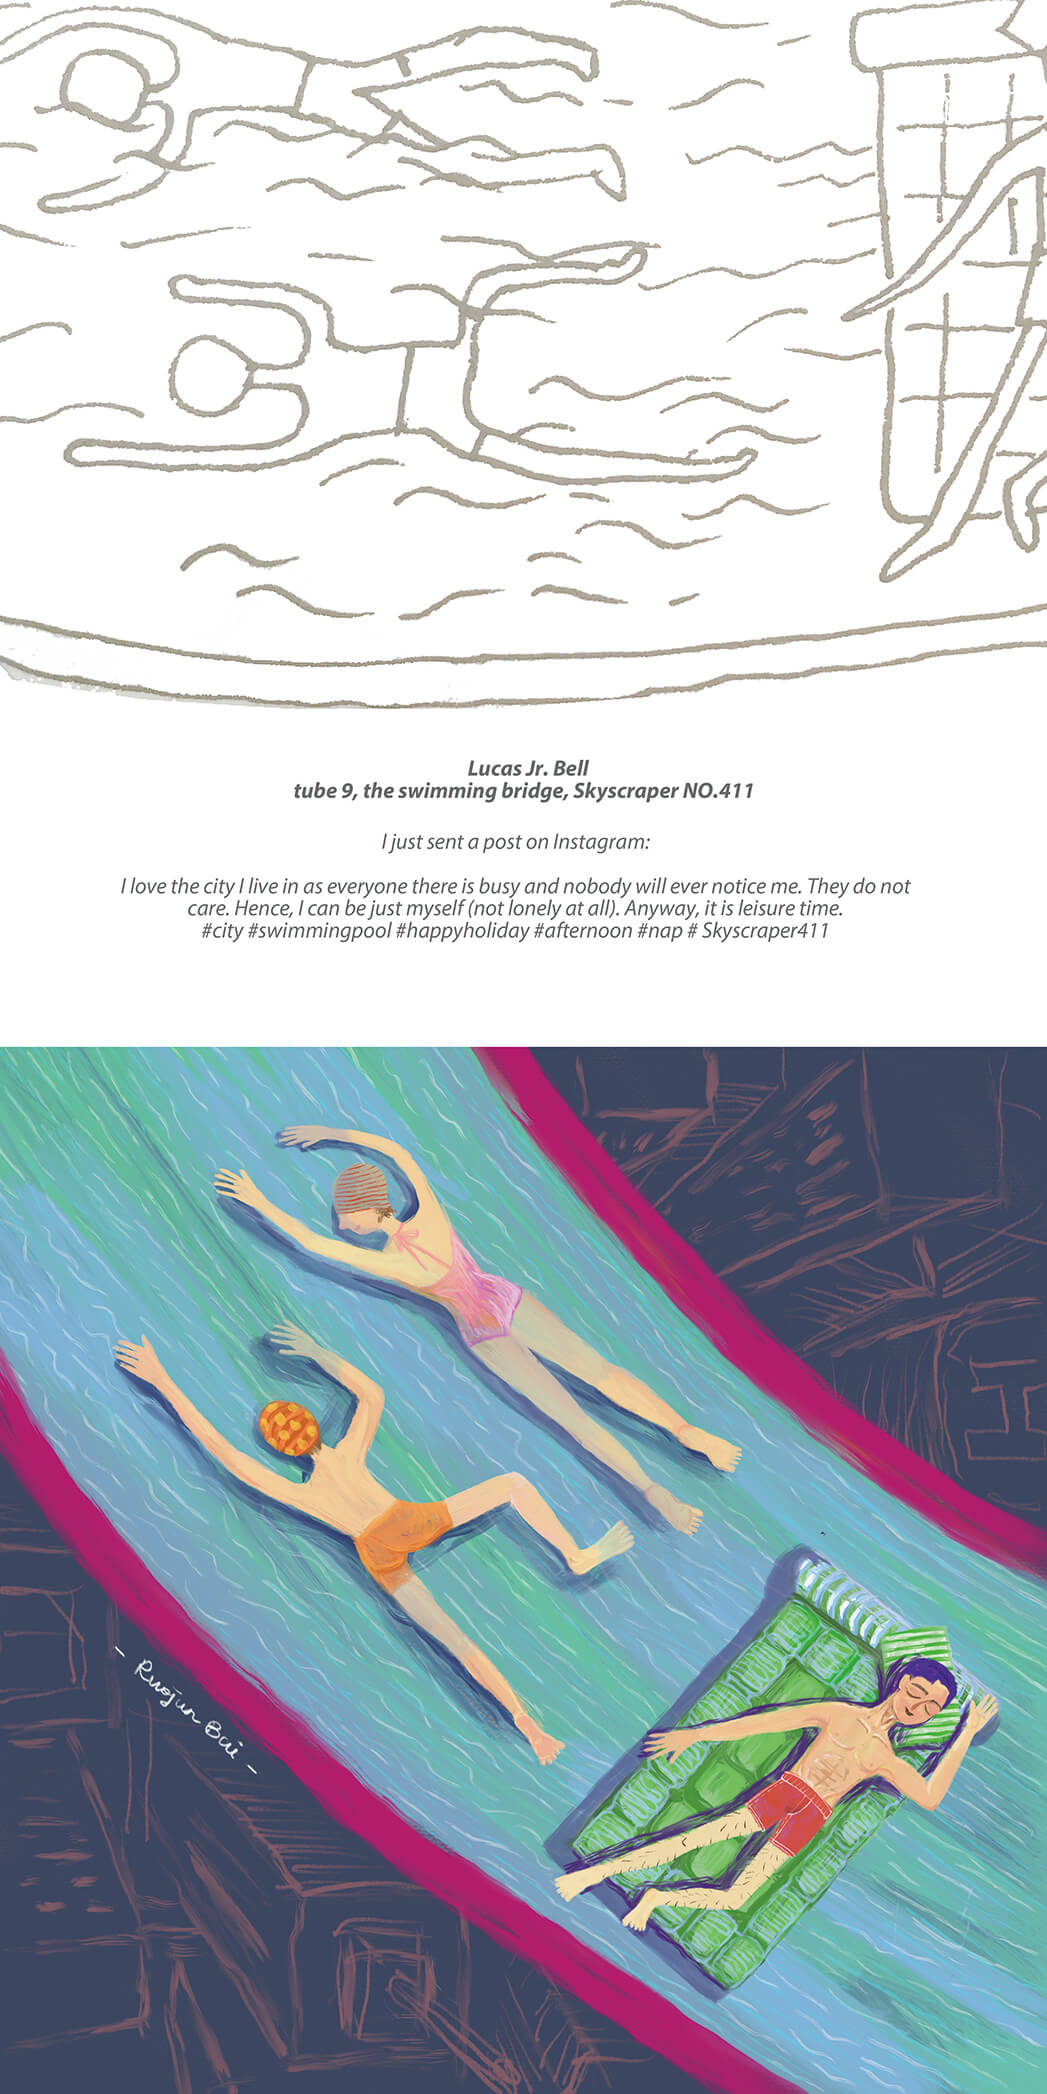 Lucas Jr. Bell
tube 9, the swimming bridge, Skyscraper NO.411
I just sent a post on Instagram:
I love the city I live in as everyone there is busy and nobody will ever notice me. They do not
care. Hence, I can be just myself (not lonely at all). Anyway, it is leisure time.
#city #swimmingpool #happyholiday #afternoon #nap # Skyscraper411
- Ruojun Bai -